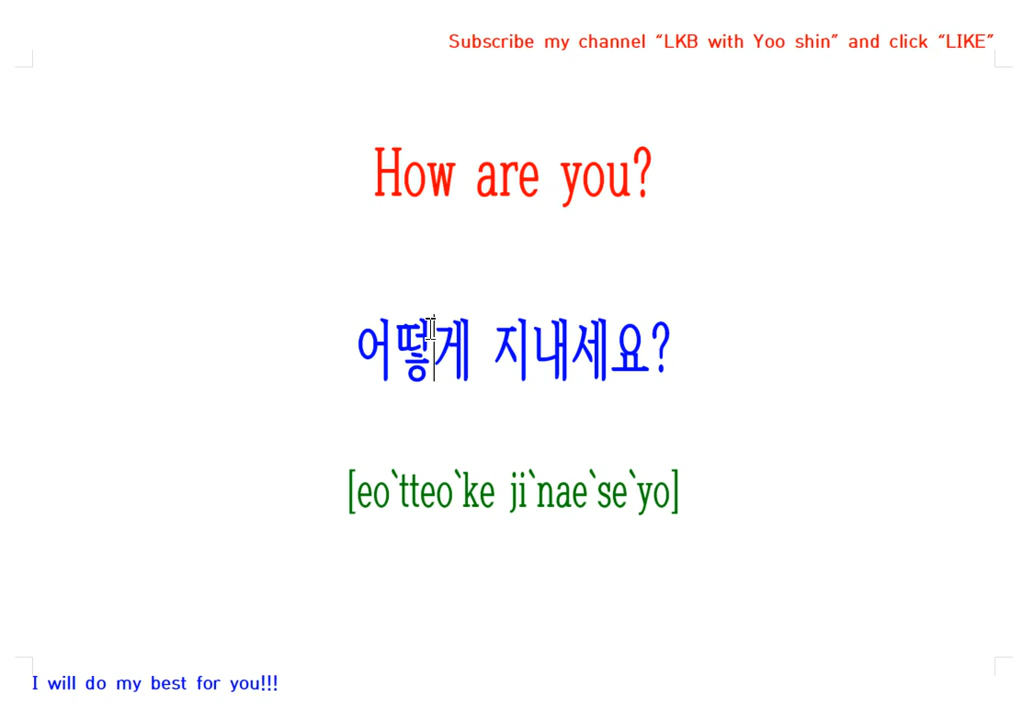 Subscribe my channel “LKB with Yoo shin” and click “LIKE”
How are you?
어떻게 지내세요?
[eo`tteo`ke ji`nae`se`yo]
I will do my best for you!!!